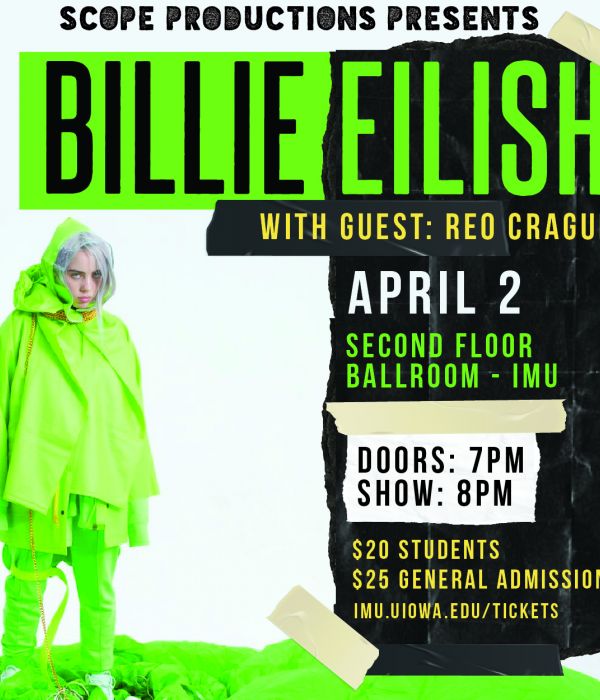 SCOPE PRODUCTIONS PRESENTS
BILLIE EILISH
WITH GUEST: REO CRAGU
APRIL 2
SECOND FLOOR
BALLROOM - IMU
DOORS: 7PM
SHOW: 8PM
$20 STUDENTS
$25 GENERAL ADMISSION
IMU.UIOWA.EDU/TICKETS